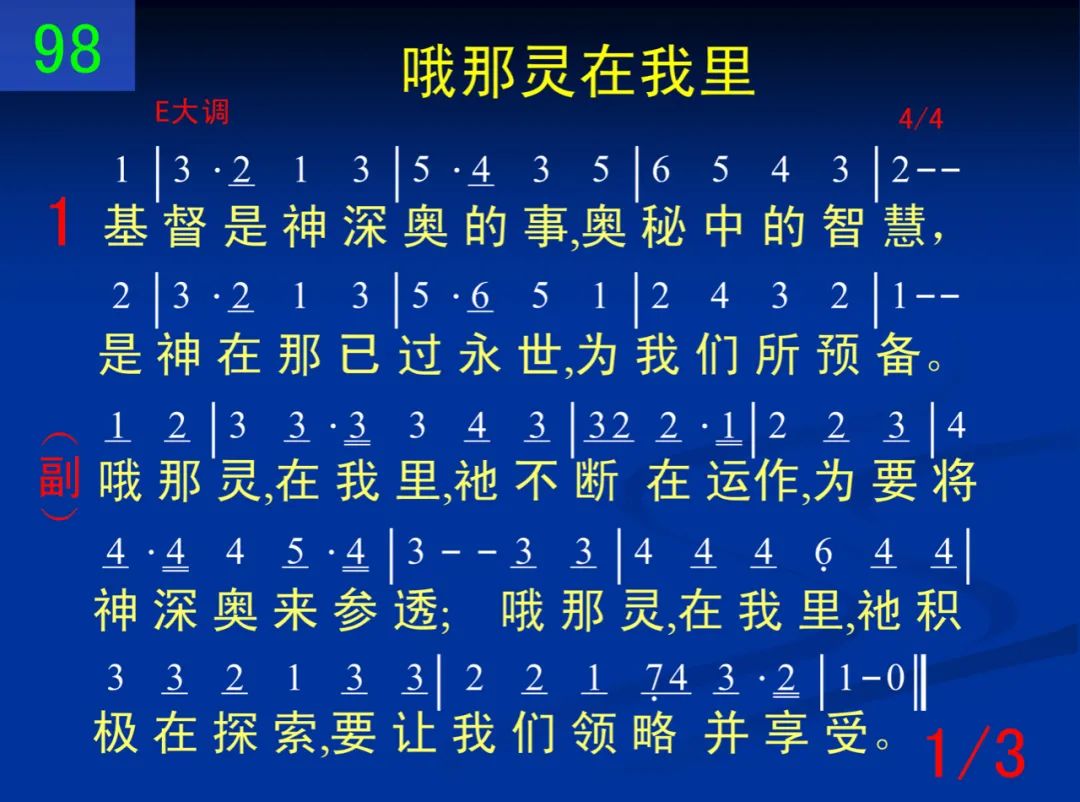 98
哦那灵在我里
E大调 4/4
1 | 3 · 2 1 3 | 5 · 4 3 5 | 6 5 4 3 | 2--
1 基督是神深奥的事,奥秘中的智慧，
2 | 3 · 2 1 3 | 5 · 6 5 1 | 2 4 3 2 | 1--
是神在那已过永世,为我们所预备。
1 2 | 3 3 · 3 3 4 3 | 32 2 · 1 | 2 2 3 | 4
（副） 哦那灵,在我里,祂不断 在运作,为要将
4 · 4 4 5 · 4 | 3 - - 3 3 | 4 4 4 6̣ 4 4 |
神深奥来参透; 哦那灵,在我里,祂积
3 3 2 1 3 3 | 2 2 1 7̣4 3 · 2 | 1-0 ‖
极在探索,要让我们领略 并享受。
1/3